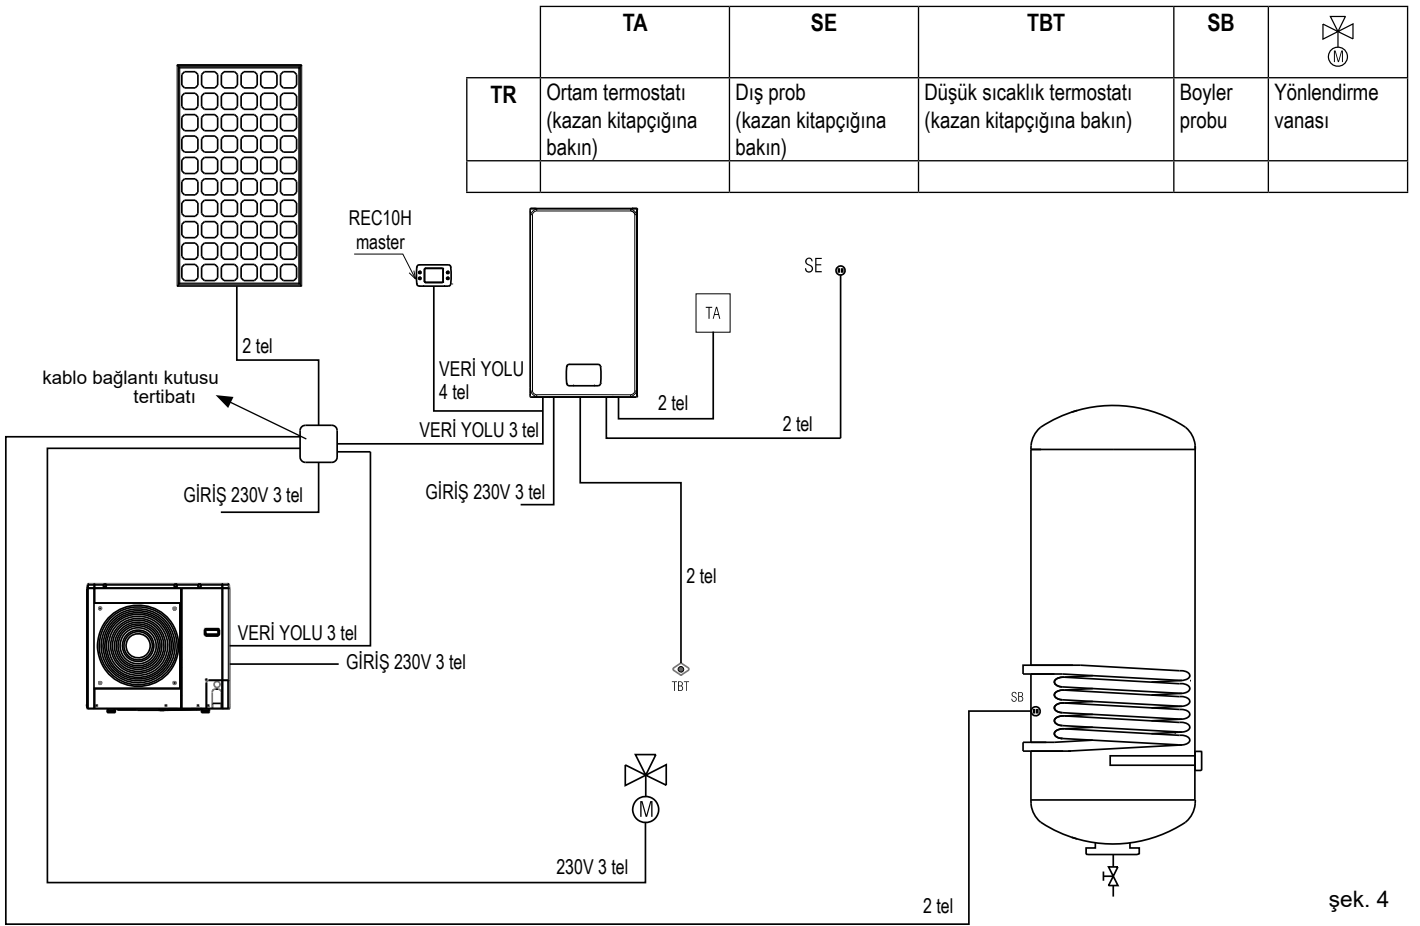 TA SE TBT SB
M
TR Ortam termostatı Dış prob Düşük sıcaklık termostatı Boyler Yönlendirme
(kazan kitapçığına (kazan kitapçığına (kazan kitapçığına bakın) probu vanası
bakın) bakın)
REC10H
master
SE
TA
2 tel
VERİ YOLU
4 tel
kablo bağlantı kutusu
tertibatı
2 tel
2 tel
VERİ YOLU 3 tel
GİRİŞ 230V 3 tel
GİRİŞ 230V 3 tel
2 tel
VERİ YOLU 3 tel
GİRİŞ 230V 3 tel
TBT
SB
M
230V 3 tel
2 tel
şek. 4